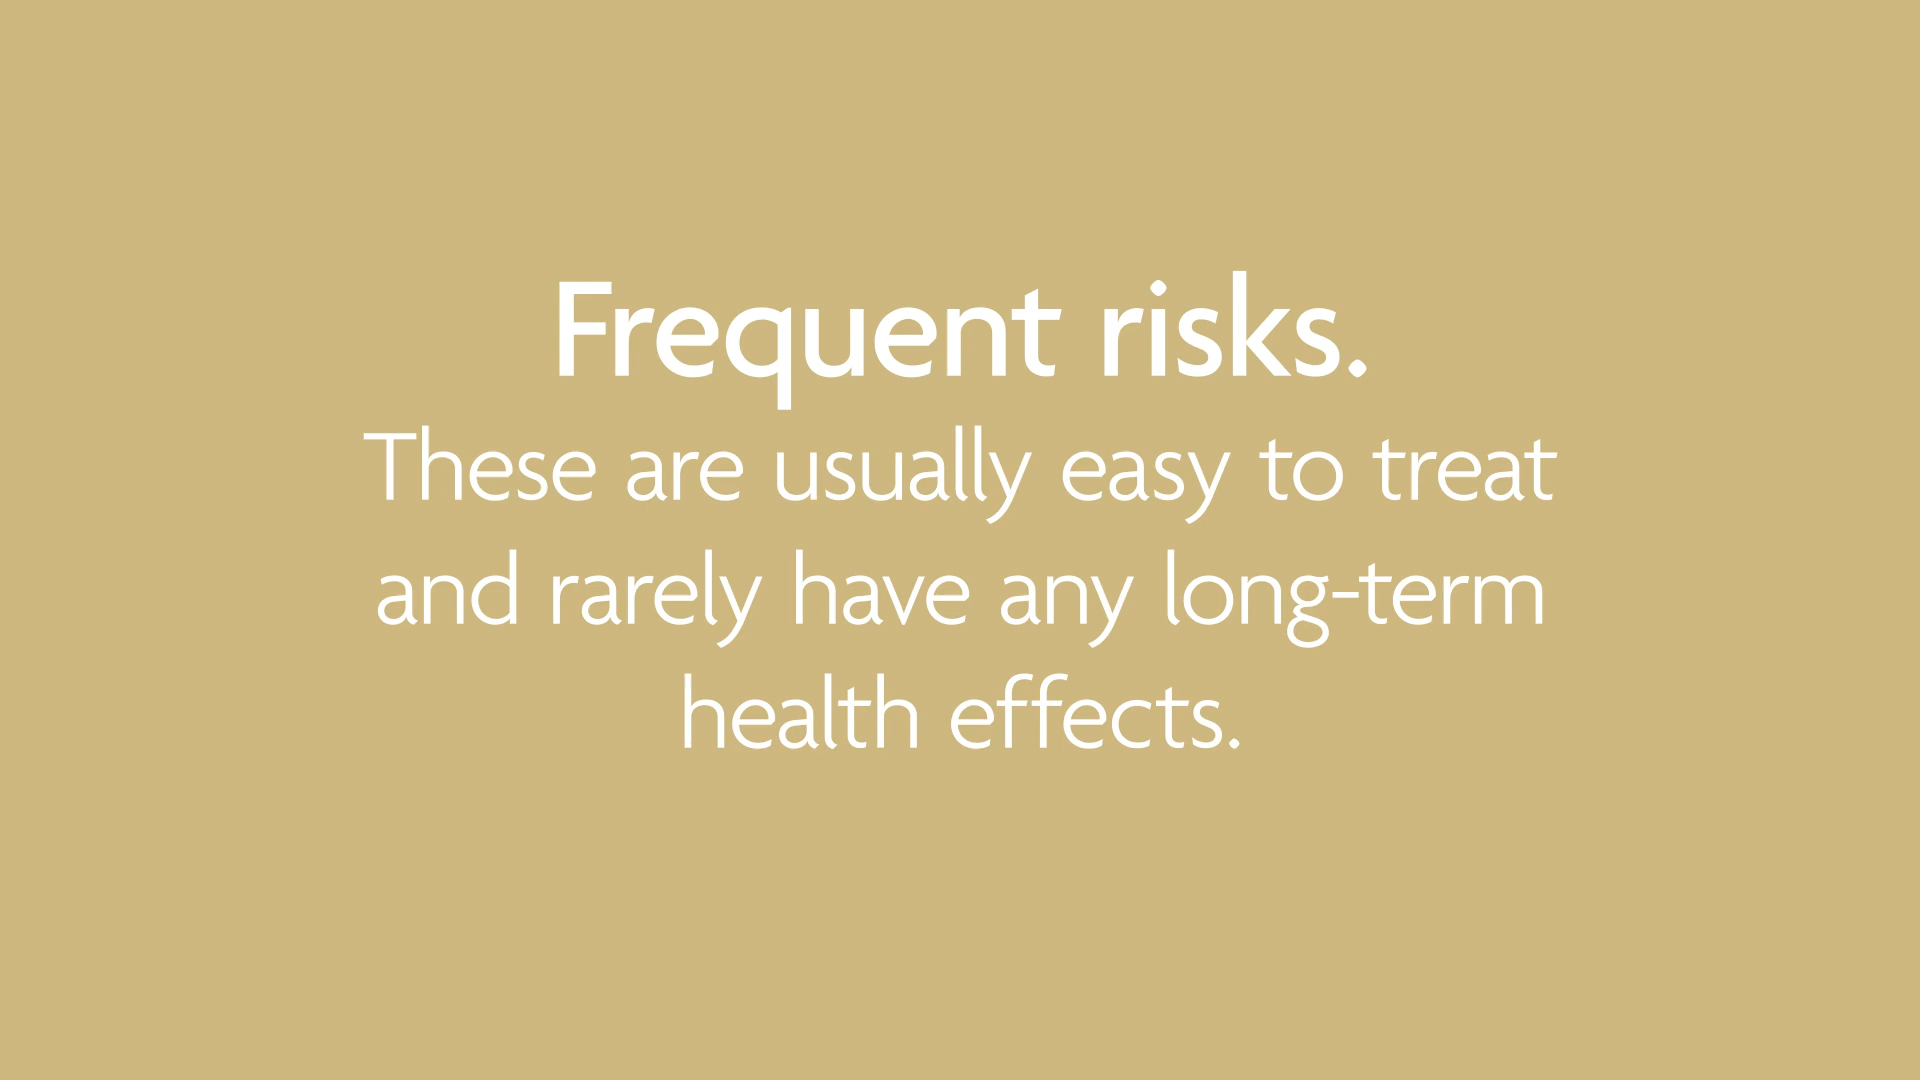 Frequent risks.
These are usually easy to treat
and rarely have any long-term
health effects.